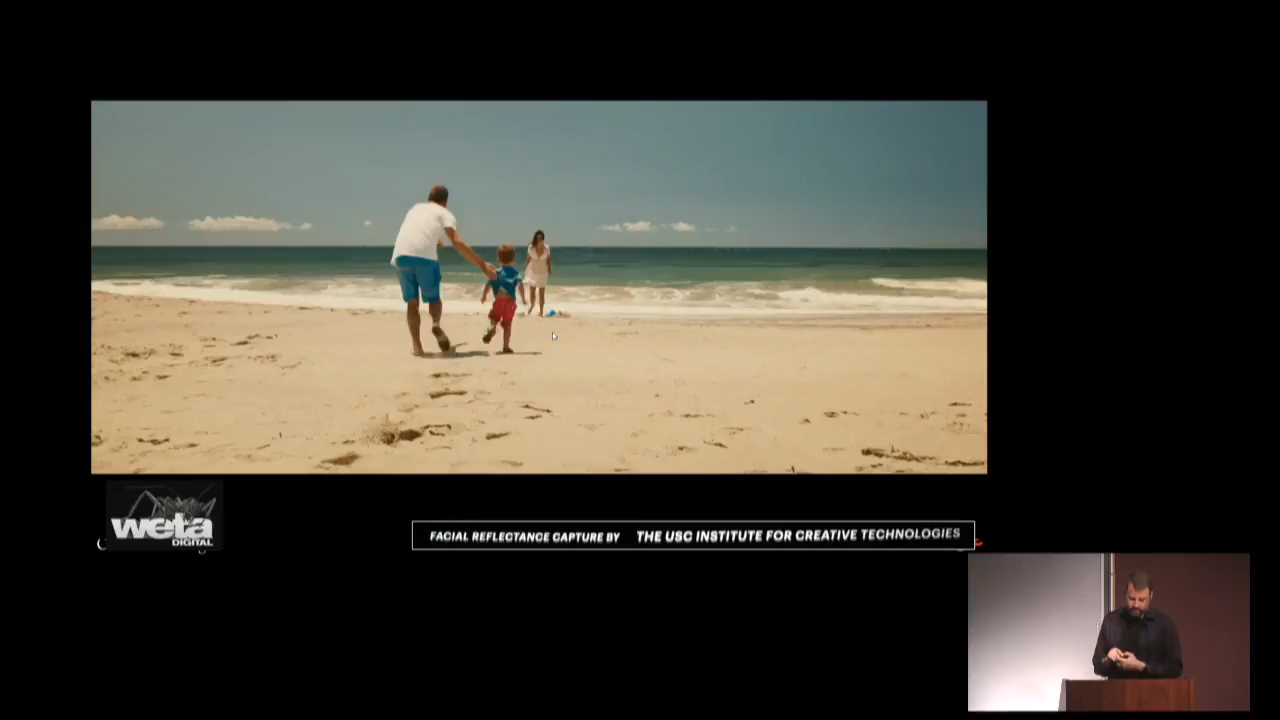 weta
DIGITAL
FACIAL REFLECTANCE CAPTURE BY THE USC INSTITUTE FOR CREATIVE TECHNOLOGIES